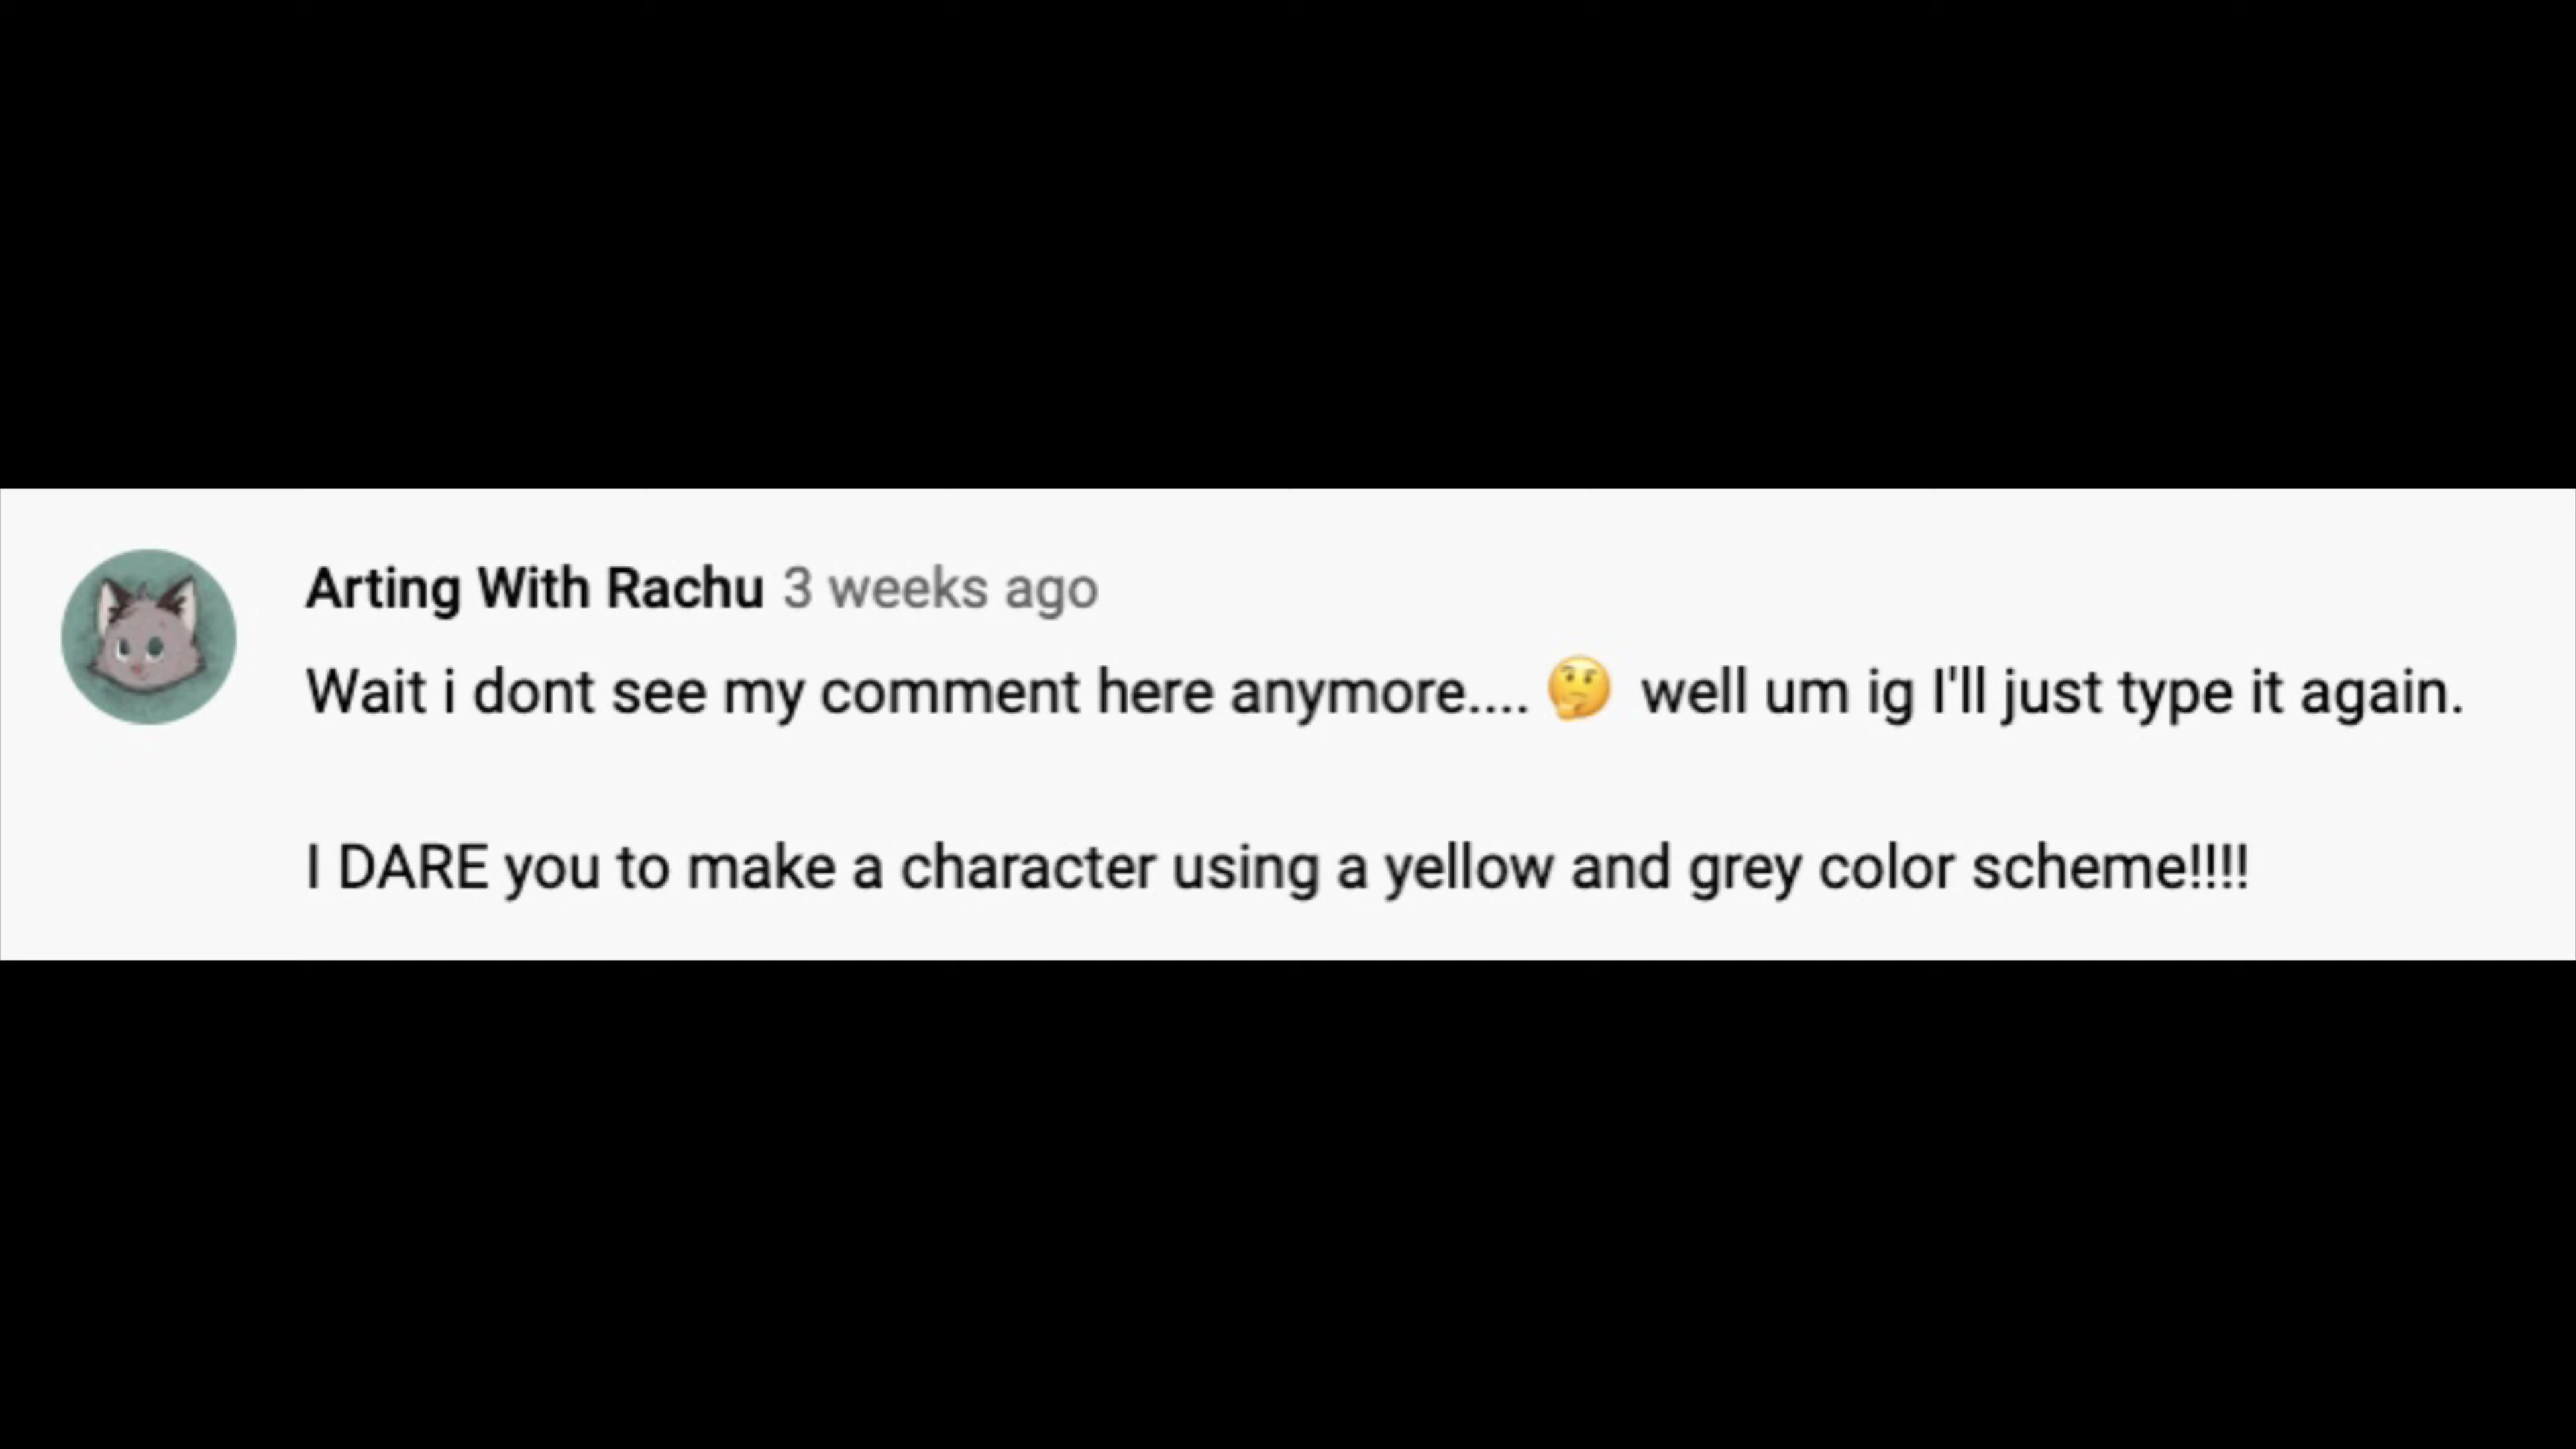 Arting With Rachu 3 weeks ago
Wait i dont see my comment here anymore.... 🤔 well um ig I'll just type it again.
I DARE you to make a character using a yellow and grey color scheme!!!!